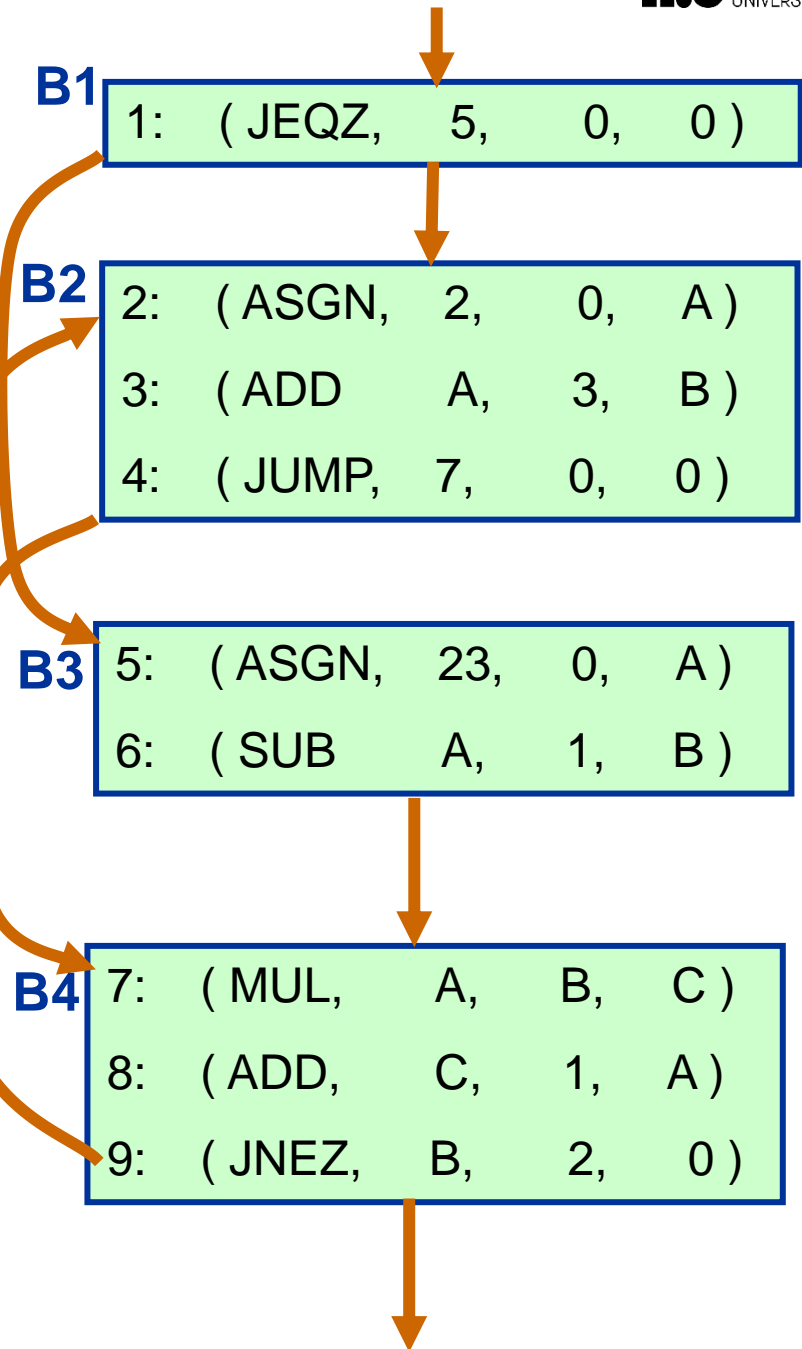 UNIVERS
B1
1: ( JEQZ, 5, 0, 0 )
B2
2: ( ASGN, 2, 0, A )
3: ( ADD A, 3, B )
4: ( JUMP, 7, 0, 0 )
B3
5: ( ASGN, 23, 0, A )
6: ( SUB A, 1, B )
B4
7: ( MUL, A, B, C )
8: ( ADD, C, 1, A )
9: ( JNEZ, B, 2, 0 )